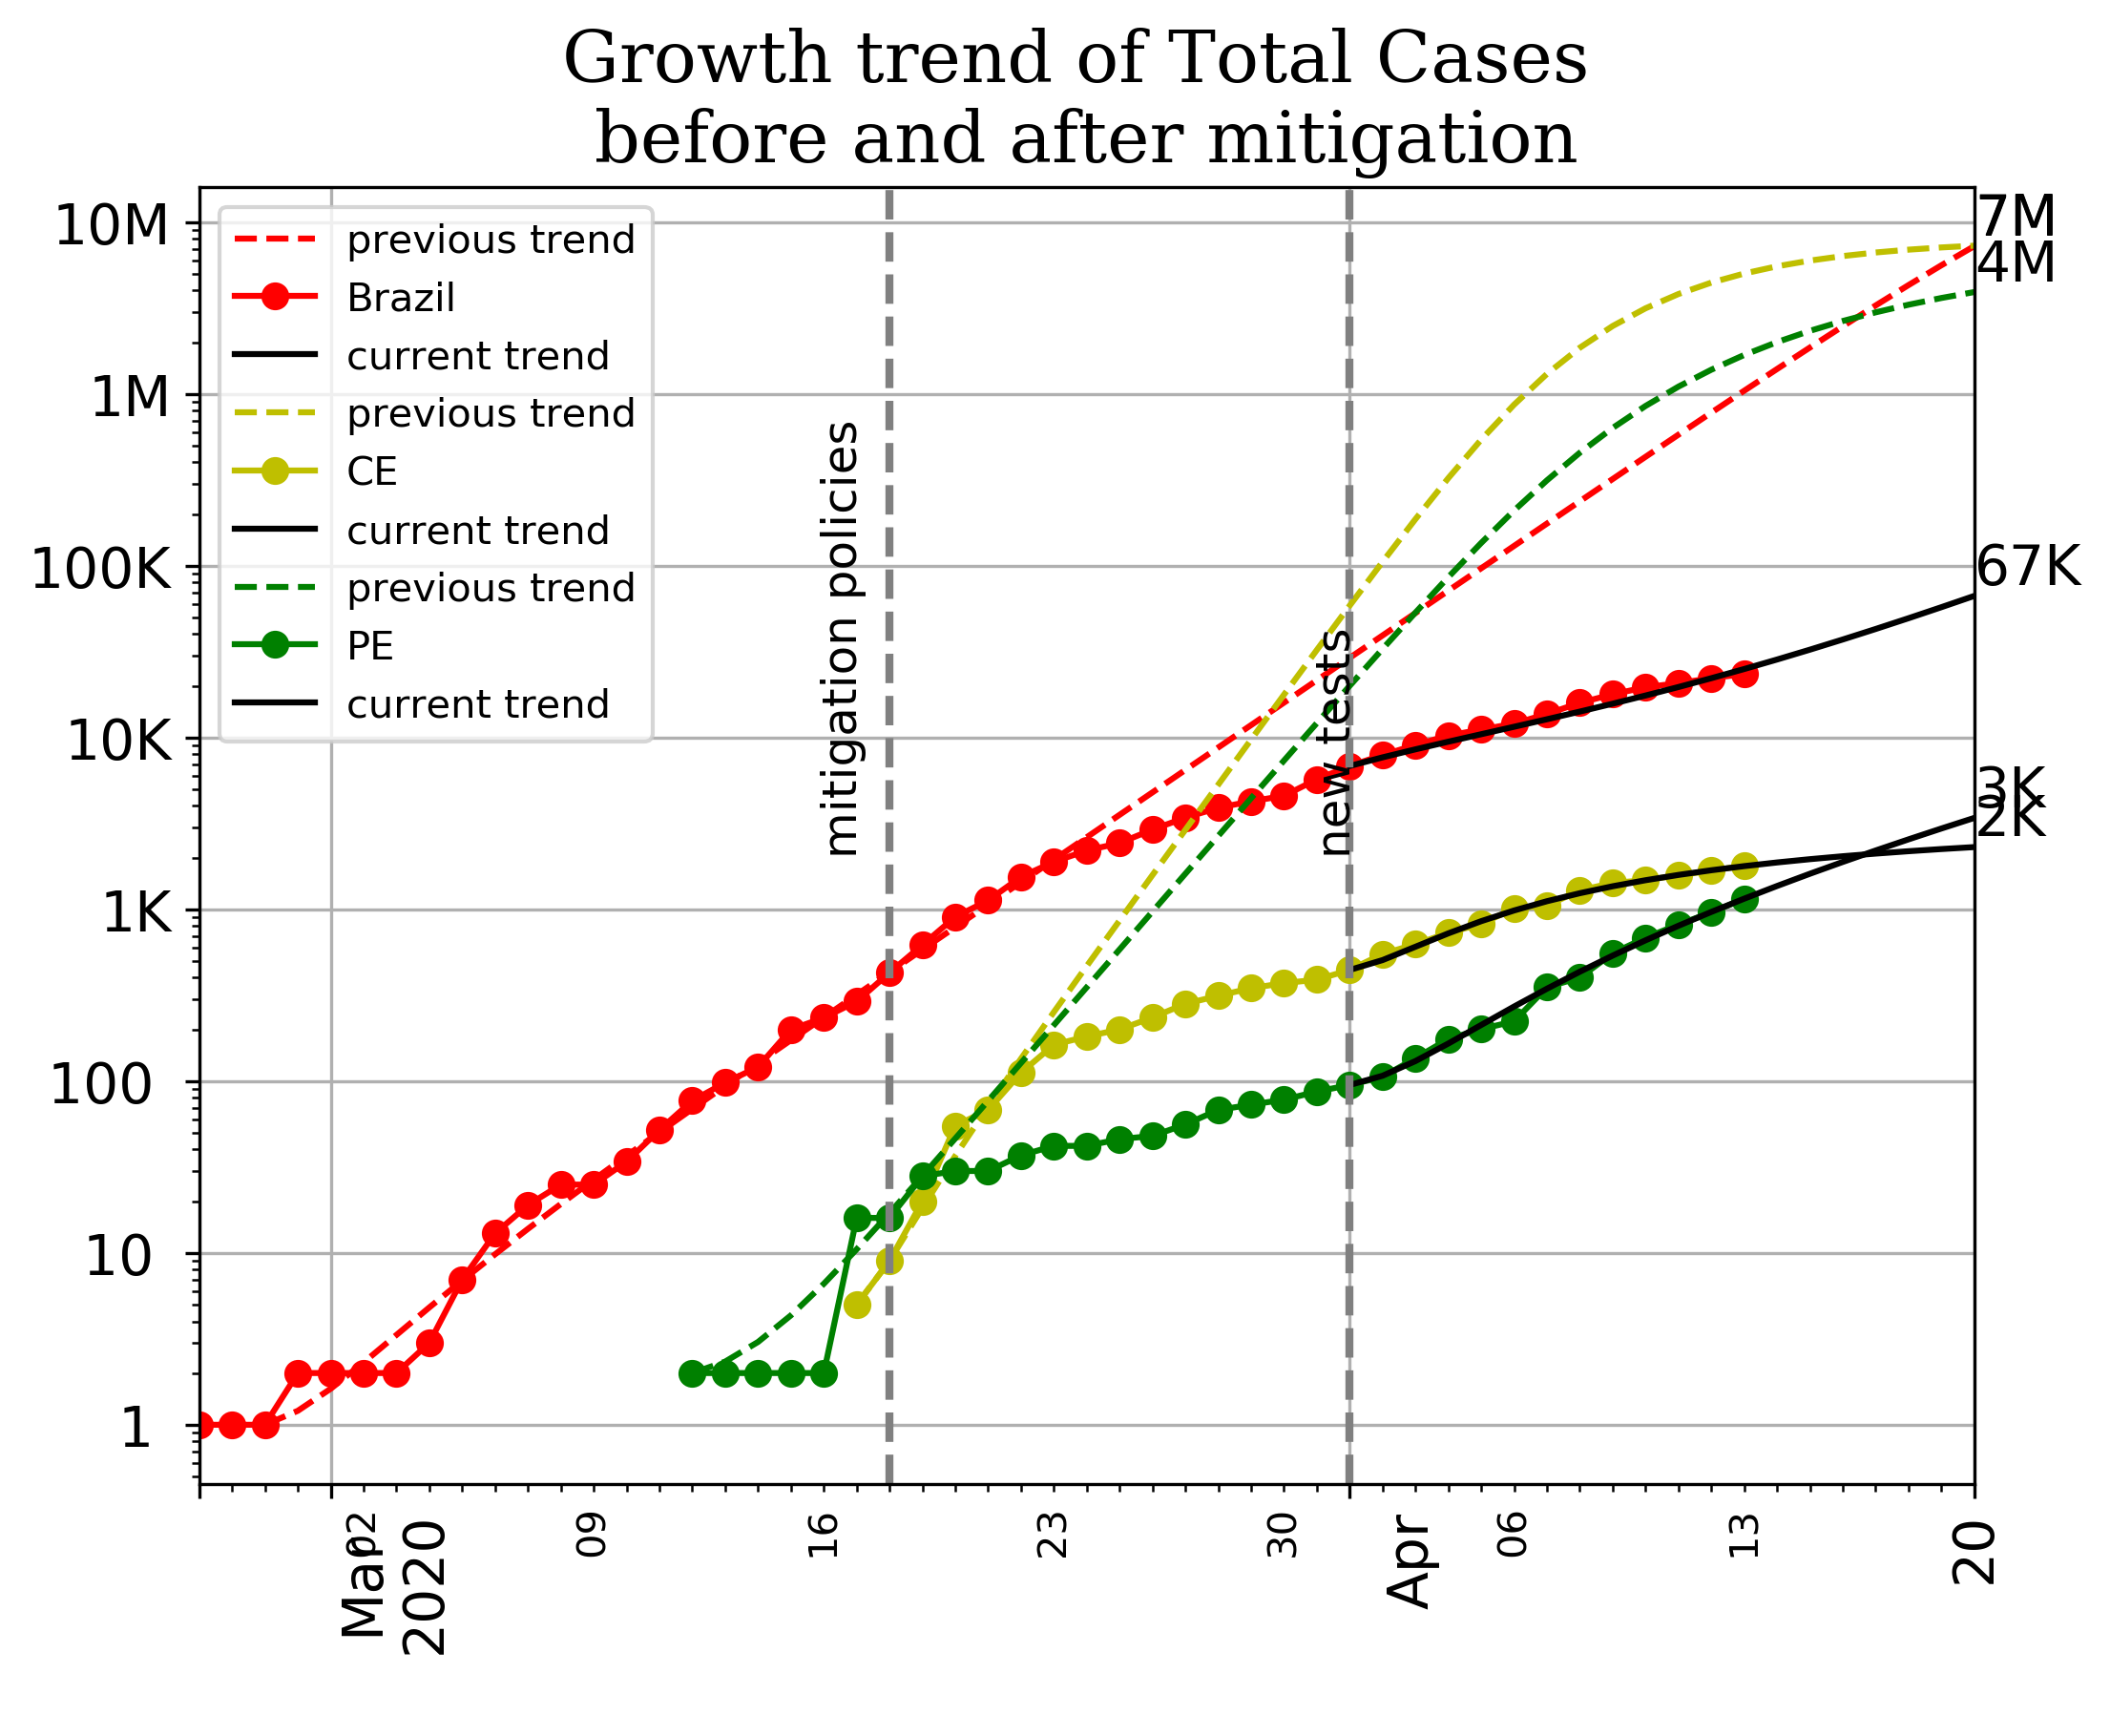 Growth trend of Total Cases
before and after mitigation
10M
1M
100K
10K
1K
100
10
1
previous trend
Brazil
current trend
previous trend
CE
current trend
previous trend
PE
current trend
mitigation policies
new tests
7M
4M
67K
3K
2K
02
09
16
23
30
06
13
20
Mar
2020
Apr